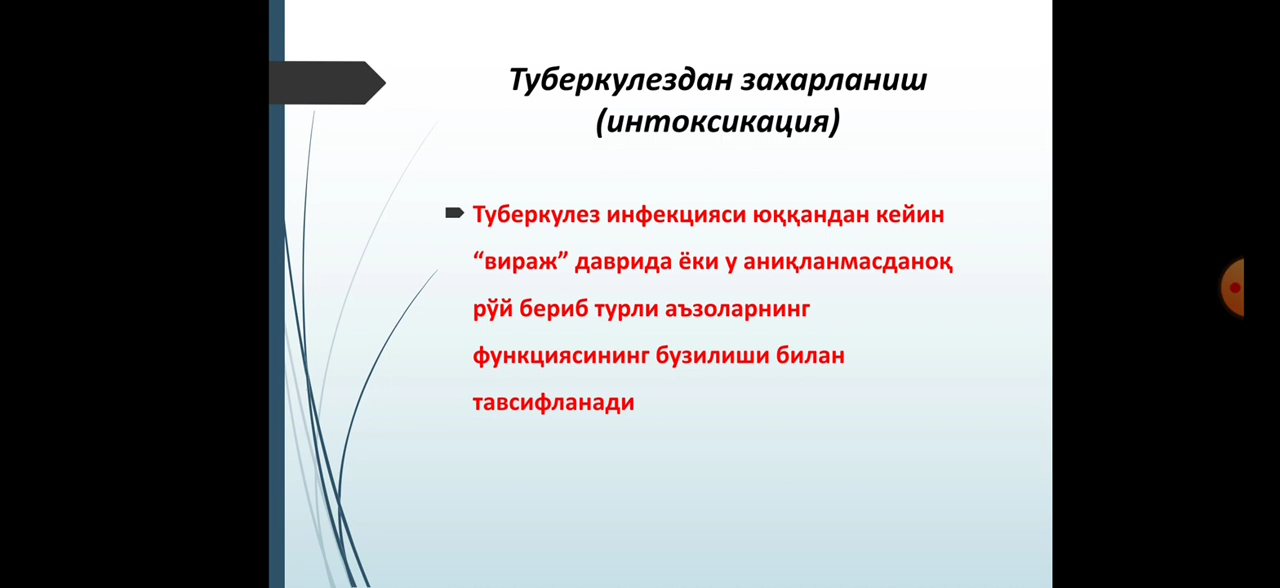 Туберкулездан захарланиш
(интоксикация)
Туберкулез инфекцияси юққандан кейин
“вираж” даврида ёки у аниқланмасданоқ
рўй бериб турли аъзоларнинг
функциясининг бузилиши билан
тавсифланади